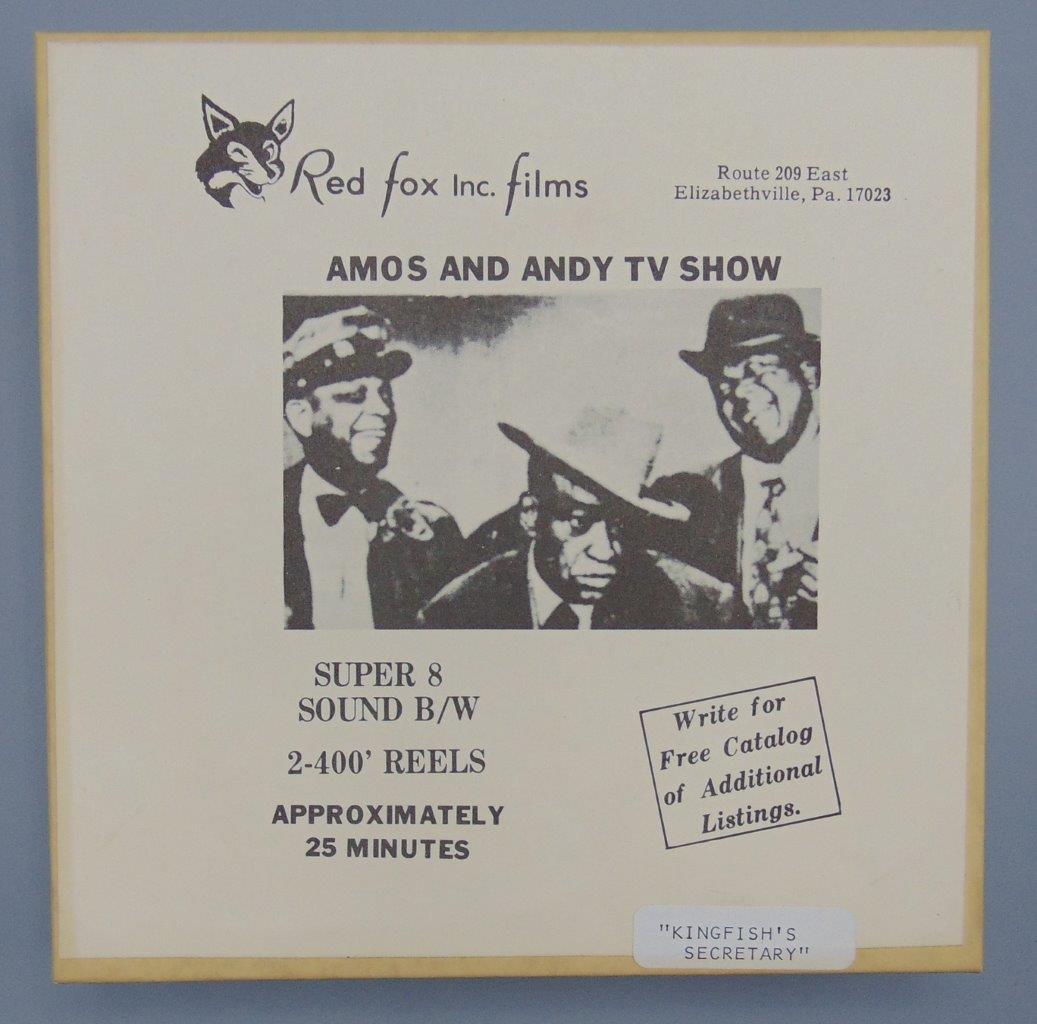 Red fox Inc. films
Route 209 East
Elizabethville, Pa. 17023
AMOS AND ANDY TV SHOW
SUPER 8
SOUND B/W
2-400' REELS
APPROXIMATELY
25 MINUTES
Write for
Free Catalog
of Additional
Listings.
"KINGFISH'S
SECRETARY"